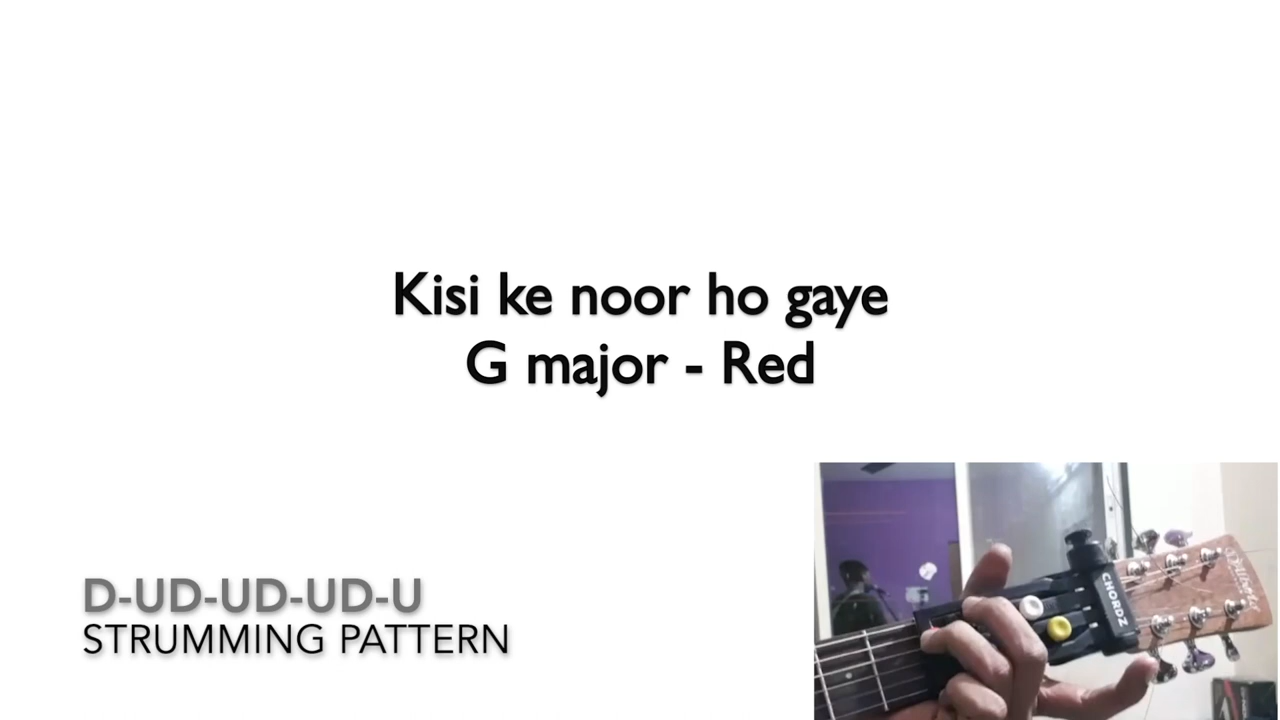 Kisi ke noor ho gaye
G major - Red
D-UD-UD-UD-U
STRUMMING PATTERN
CHORDZ